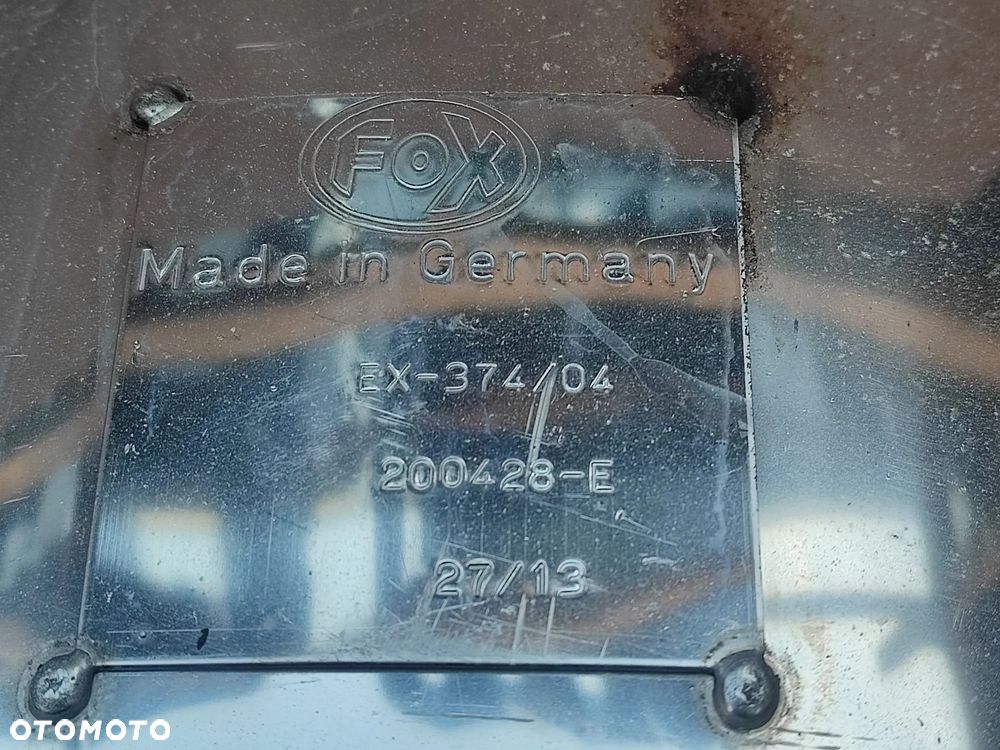 FOX
Made in Germany
EX-374/04
200428-E
27/13
OTOMOTO